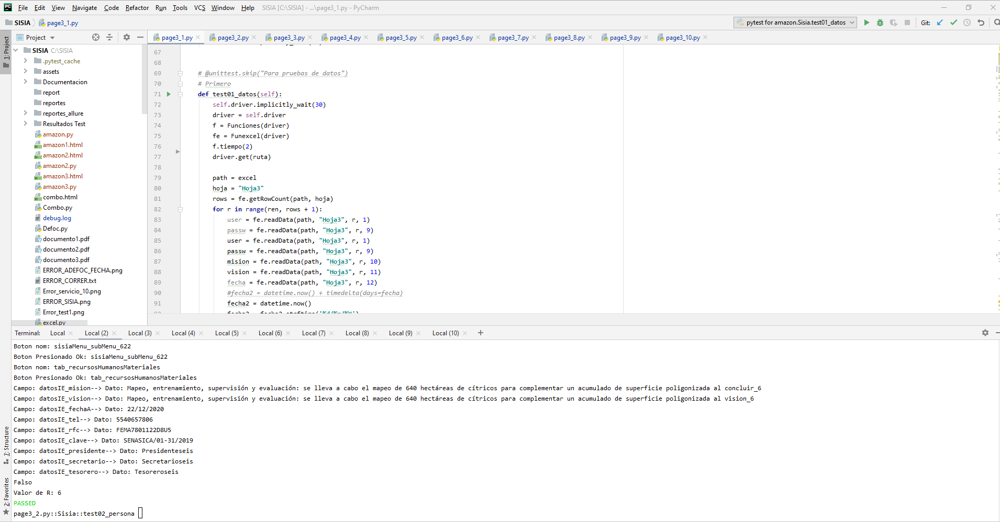 PC File Edit View Navigate Code Refactor Run Tools VCS Window Help SISIA [C:\SISIA] - ...\page3_1.py - PyCharm
SISIA page3_1.py pytest for amazon.Sisia.test01_datos Git:
1: Project
Project
page3_1.py page3_2.py page3_3.py page3_4.py page3_5.py page3_6.py page3_7.py page3_8.py page3_9.py page3_10.py
SISIA C:\SISIA
.pytest_cache
assets
Documentacion
report
reportes
reportes_allure
Resultados Test
amazon.py
amazon1.html
amazon2.html
amazon2.py
amazon3.html
amazon3.py
combo.html
Combo.py
debug.log
Defoc.py
documento1.pdf
documento2.pdf
documento3.pdf
ERROR_ADEFOC_FECHA.png
ERROR_CORRER.txt
Error_servicio_10.png
ERROR_SISIA.png
Error_test1.png
excel.py
67
68
69 # @unittest.skip("Para pruebas de datos")
70 # Primero
71 def test01_datos(self):
72 self.driver.implicitly_wait(30)
73 driver = self.driver
74 f = Funciones(driver)
75 fe = Funexcel(driver)
76 f.tiempo(2)
77 driver.get(ruta)
78
79 path = excel
80 hoja = "Hoja3"
81 rows = fe.getRowCount(path, hoja)
82 for r in range(ren, rows + 1):
83 user = fe.readData(path, "Hoja3", r, 1)
84 passw = fe.readData(path, "Hoja3", r, 9)
85 user = fe.readData(path, "Hoja3", r, 1)
86 passw = fe.readData(path, "Hoja3", r, 9)
87 mision = fe.readData(path, "Hoja3", r, 10)
88 vision = fe.readData(path, "Hoja3", r, 11)
89 fecha = fe.readData(path, "Hoja3", r, 12)
90 #fecha2 = datetime.now() + timedelta(days=fecha)
91 fecha2 = datetime.now()
92 fecha2 = fecha2.strftime('%d/%m/%Y')
Terminal: Local Local (2) Local (3) Local (4) Local (5) Local (6) Local (7) Local (8) Local (9) Local (10) +
Boton nom: sisiaMenu_subMenu_622
Boton Presionado Ok: sisiaMenu_subMenu_622
Boton nom: tab_recursosHumanosMateriales
Boton Presionado Ok: tab_recursosHumanosMateriales
Campo: datosIE_mision--> Dato: Mapeo, entrenamiento, supervisión y evaluación: se lleva a cabo el mapeo de 640 hectáreas de cítricos para complementar un acumulado de superficie poligonizada al concluir_6
Campo: datosIE_vision--> Dato: Mapeo, entrenamiento, supervisión y evaluación: se lleva a cabo el mapeo de 640 hectáreas de cítricos para complementar un acumulado de superficie poligonizada al vision_6
Campo: datosIE_fechaA--> Dato: 22/12/2020
Campo: datosIE_tel--> Dato: 5540657806
Campo: datosIE_rfc--> Dato: FEMA7801122D8U5
Campo: datosIE_clave--> Dato: SENASICA/01-31/2019
Campo: datosIE_presidente--> Dato: Presidenteseis
Campo: datosIE_secretario--> Dato: Secretarioseis
Campo: datosIE_tesorero--> Dato: Tesoreroseis
Falso
Valor de R: 6
PASSED
page3_2.py::Sisia::test02_persona
7: Structure
2: Favorites